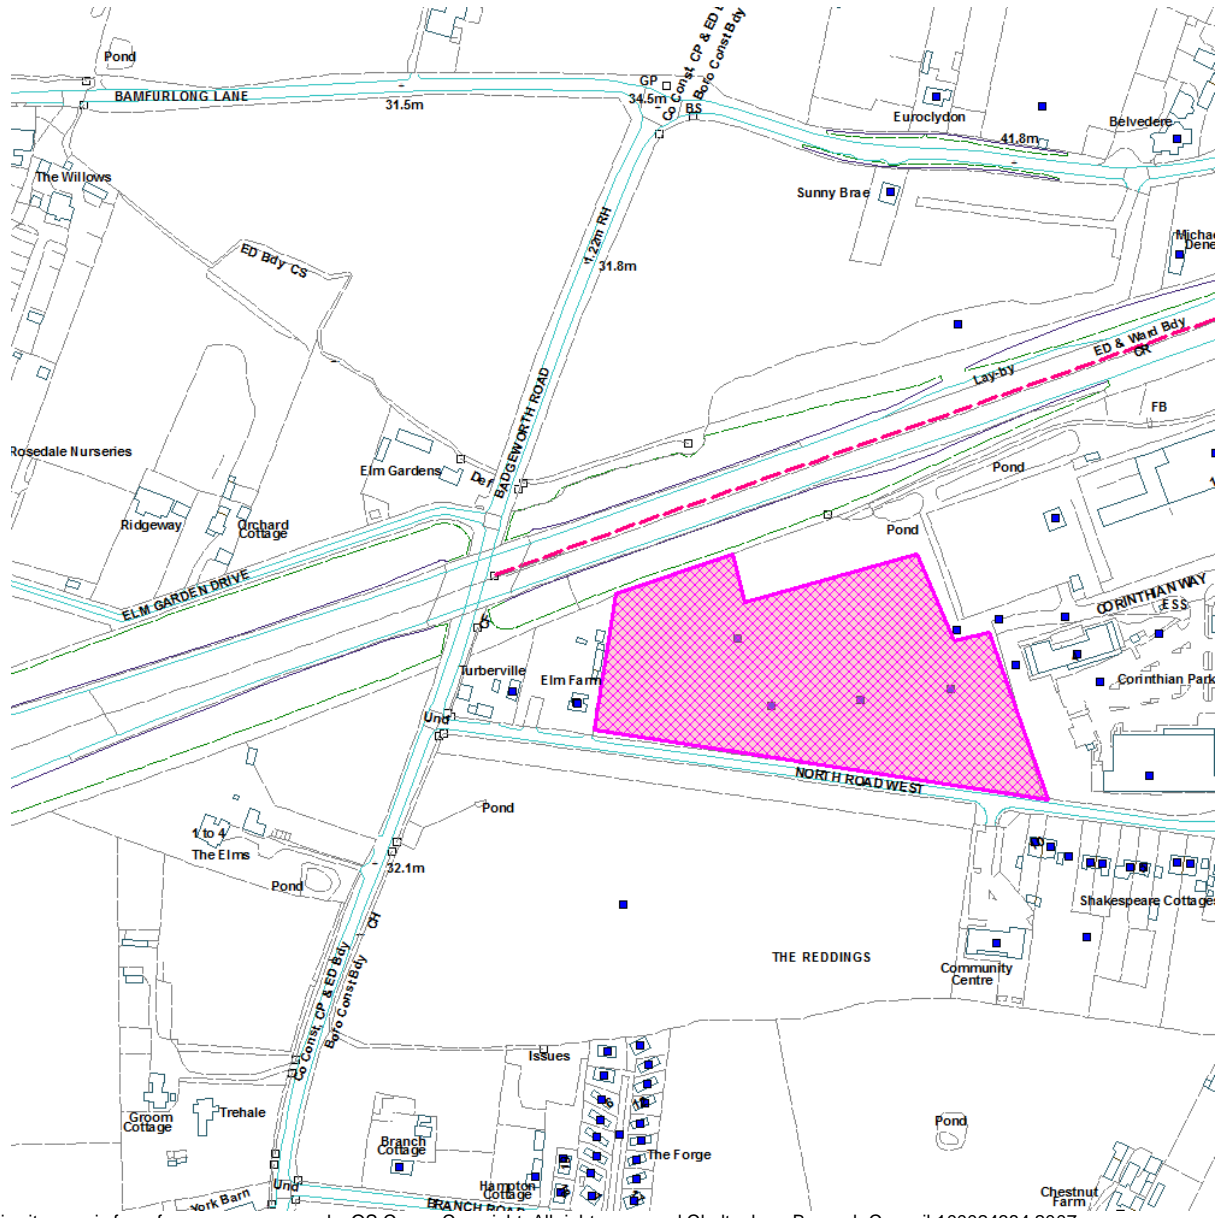 Pond
BAMFURLONG LANE
31.5m
GP
34.5m
BS
Co Const, CP & ED B
Boro Const Bdy
Euroclydon
41.8m
Belvedere
The Willows
Sunny Brae
1.22m RH
31.8m
ED Bdy CS
Micha
Dene
ED & Ward Bdy
CR
Lay-by
FB
BADGEWORTH ROAD
Rosedale Nurseries
Elm Gardens
Def
Pond
Ridgeway
Orchard
Cottage
Pond
ELM GARDEN DRIVE
CORINTHIAN WAY
ESS
CF
Turberville
Elm Farm
Corinthian Park
Und
NORTH ROAD WEST
Pond
1 to 4
The Elms
32.1m
Pond
Shakespeare Cottages
CH
THE REDDINGS
Community
Centre
Co Const, CP & ED Bdy
Boro Const Bdy
Issues
Groom
Cottage
Trehale
Pond
Branch
Cottage
The Forge
Hampton
Cottage
Und
York Barn
BRANCH ROAD
Chestnut
Farm